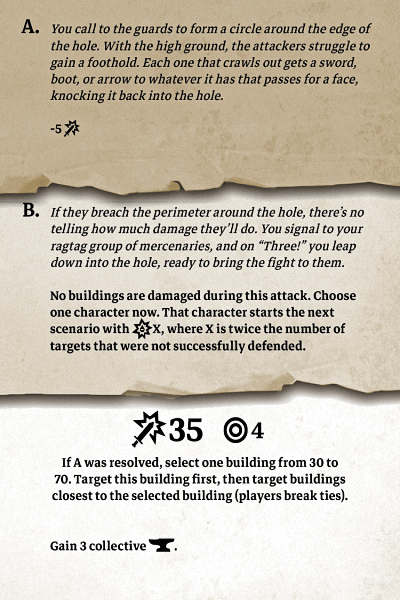 A. You call to the guards to form a circle around the edge of
the hole. With the high ground, the attackers struggle to
gain a foothold. Each one that crawls out gets a sword,
boot, or arrow to whatever it has that passes for a face,
knocking it back into the hole.
-5
B. If they breach the perimeter around the hole, there’s no
telling how much damage they’ll do. You signal to your
ragtag group of mercenaries, and on “Three!” you leap
down into the hole, ready to bring the fight to them.
No buildings are damaged during this attack. Choose
one character now. That character starts the next
scenario with X, where X is twice the number of
targets that were not successfully defended.
35 4
If A was resolved, select one building from 30 to
70. Target this building first, then target buildings
closest to the selected building (players break ties).
Gain 3 collective .